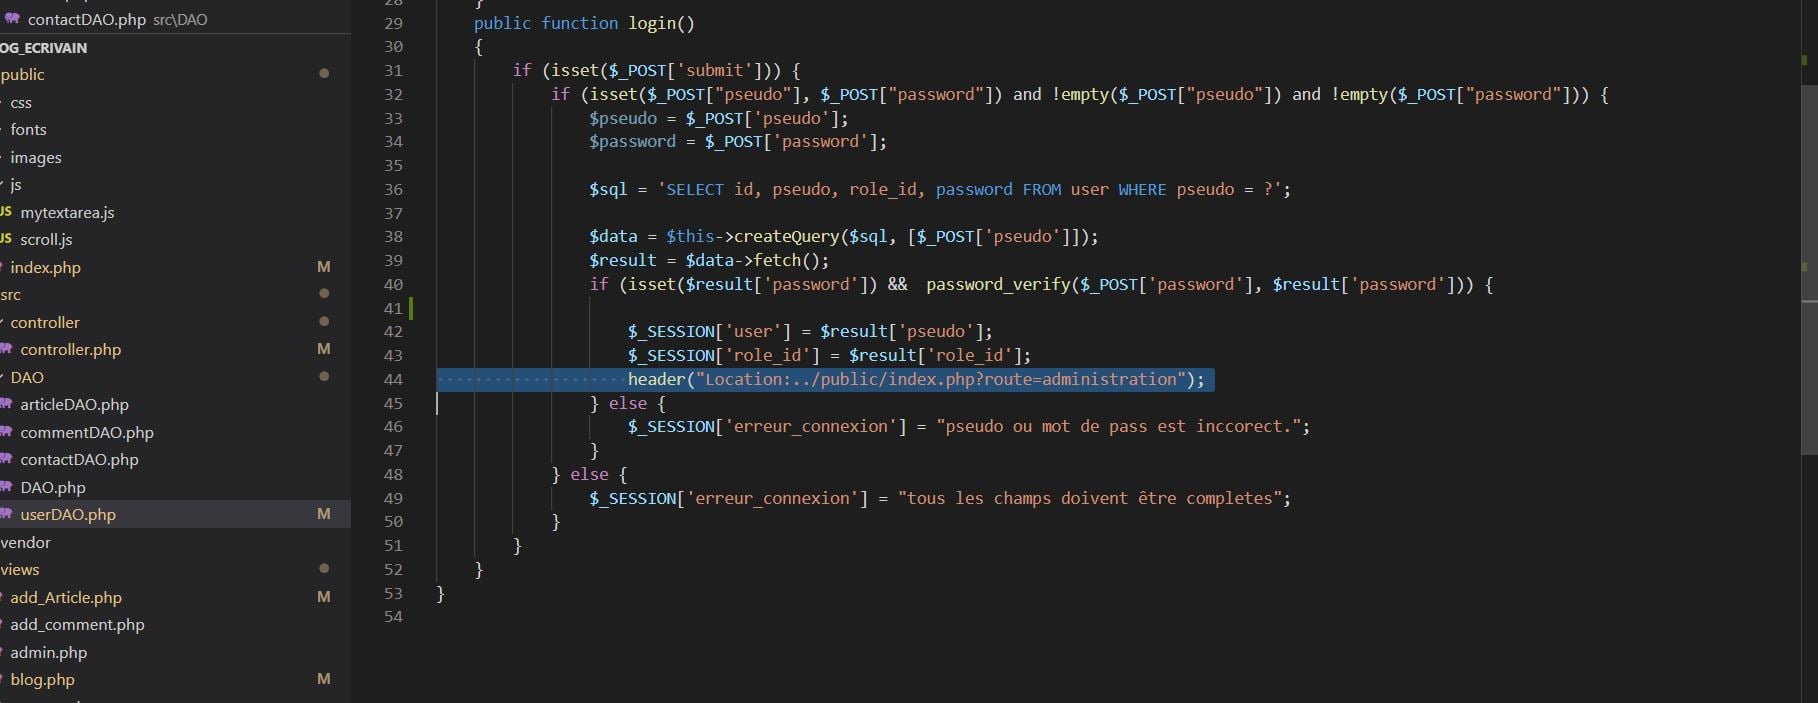 contactDAO.php src\DAO
OG_ECRIVAIN
public
css
fonts
images
js
JS mytextarea.js
JS scroll.js
index.php M
src
controller
controller.php M
DAO
articleDAO.php
commentDAO.php
contactDAO.php
DAO.php
userDAO.php M
vendor
views
add_Article.php M
add_comment.php
admin.php
blog.php M
28 }
29 public function login()
30 {
31 if (isset($_POST['submit'])) {
32 if (isset($_POST["pseudo"], $_POST["password"]) and !empty($_POST["pseudo"]) and !empty($_POST["password"])) {
33 $pseudo = $_POST['pseudo'];
34 $password = $_POST['password'];
35
36 $sql = 'SELECT id, pseudo, role_id, password FROM user WHERE pseudo = ?';
37
38 $data = $this->createQuery($sql, [$_POST['pseudo']]);
39 $result = $data->fetch();
40 if (isset($result['password']) && password_verify($_POST['password'], $result['password'])) {
41
42 $_SESSION['user'] = $result['pseudo'];
43 $_SESSION['role_id'] = $result['role_id'];
44 header("Location:../public/index.php?route=administration");
45 } else {
46 $_SESSION['erreur_connexion'] = "pseudo ou mot de pass est inccorect.";
47 }
48 } else {
49 $_SESSION['erreur_connexion'] = "tous les champs doivent être completes";
50 }
51 }
52 }
53 }
54